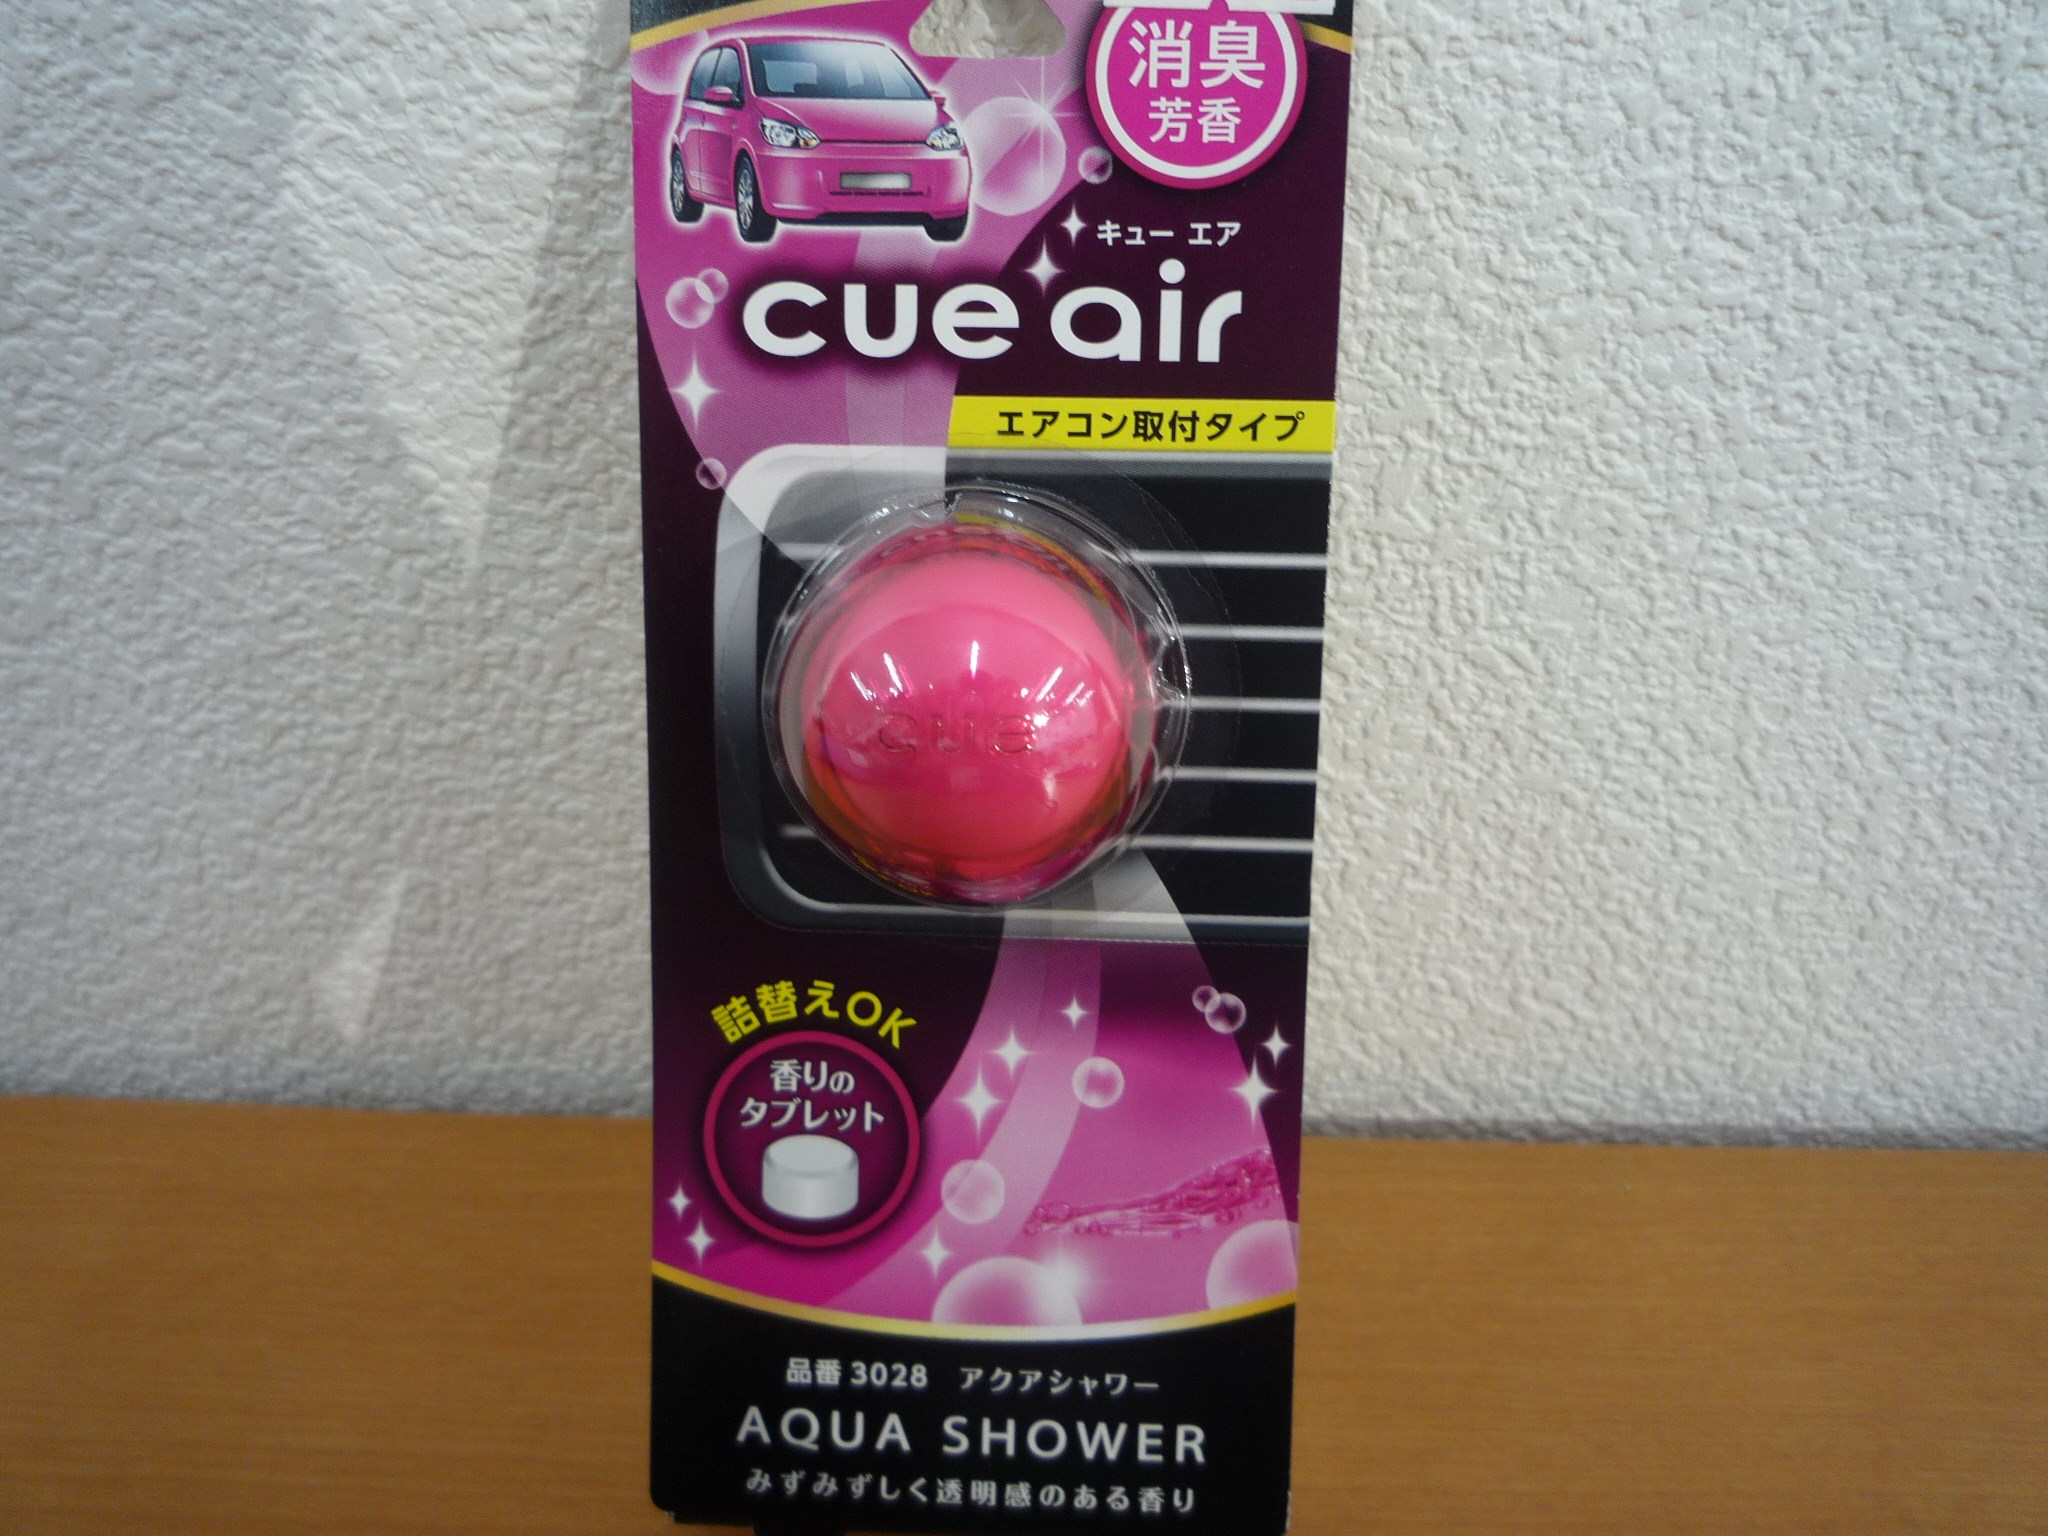 消臭
芳香
キュー エア
cue air
エアコン取付タイプ
cue
詰替えOK
香りの
タブレット
品番 3028 アクアシャワー
AQUA SHOWER
みずみずしく透明感のある香り